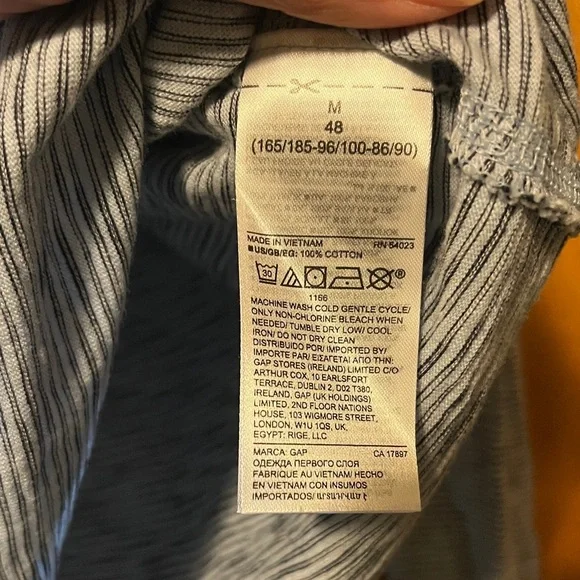 M
48
(165/185-96/100-86/90)
MADE IN VIETNAM RN 54023
■US/GB/EG: 100% COTTON
30
1166
MACHINE WASH COLD GENTLE CYCLE/
ONLY NON-CHLORINE BLEACH WHEN
NEEDED/ TUMBLE DRY LOW/ COOL
IRON/ DO NOT DRY CLEAN
DISTRIBUIDO POR/ IMPORTED BY/
IMPORTE PAR/ ΕΙΣΑΓΕΤΑΙ ΑΠΟ ΤΗΝ:
GAP STORES (IRELAND) LIMITED C/O
ARTHUR COX, 10 EARLSFORT
TERRACE, DUBLIN 2, D02 T380,
IRELAND, GAP (UK HOLDINGS)
LIMITED, 2ND FLOOR NATIONS
HOUSE, 103 WIGMORE STREET,
LONDON, W1U 1QS, UK,
EGYPT: RIGE, LLC
MARCA: GAP CA 17897
ОДЕЖДА ПЕРВОГО СЛОЯ
FABRIQUE AU VIETNAM/ HECHO
EN VIETNAM CON INSUMOS
IMPORTADOS/